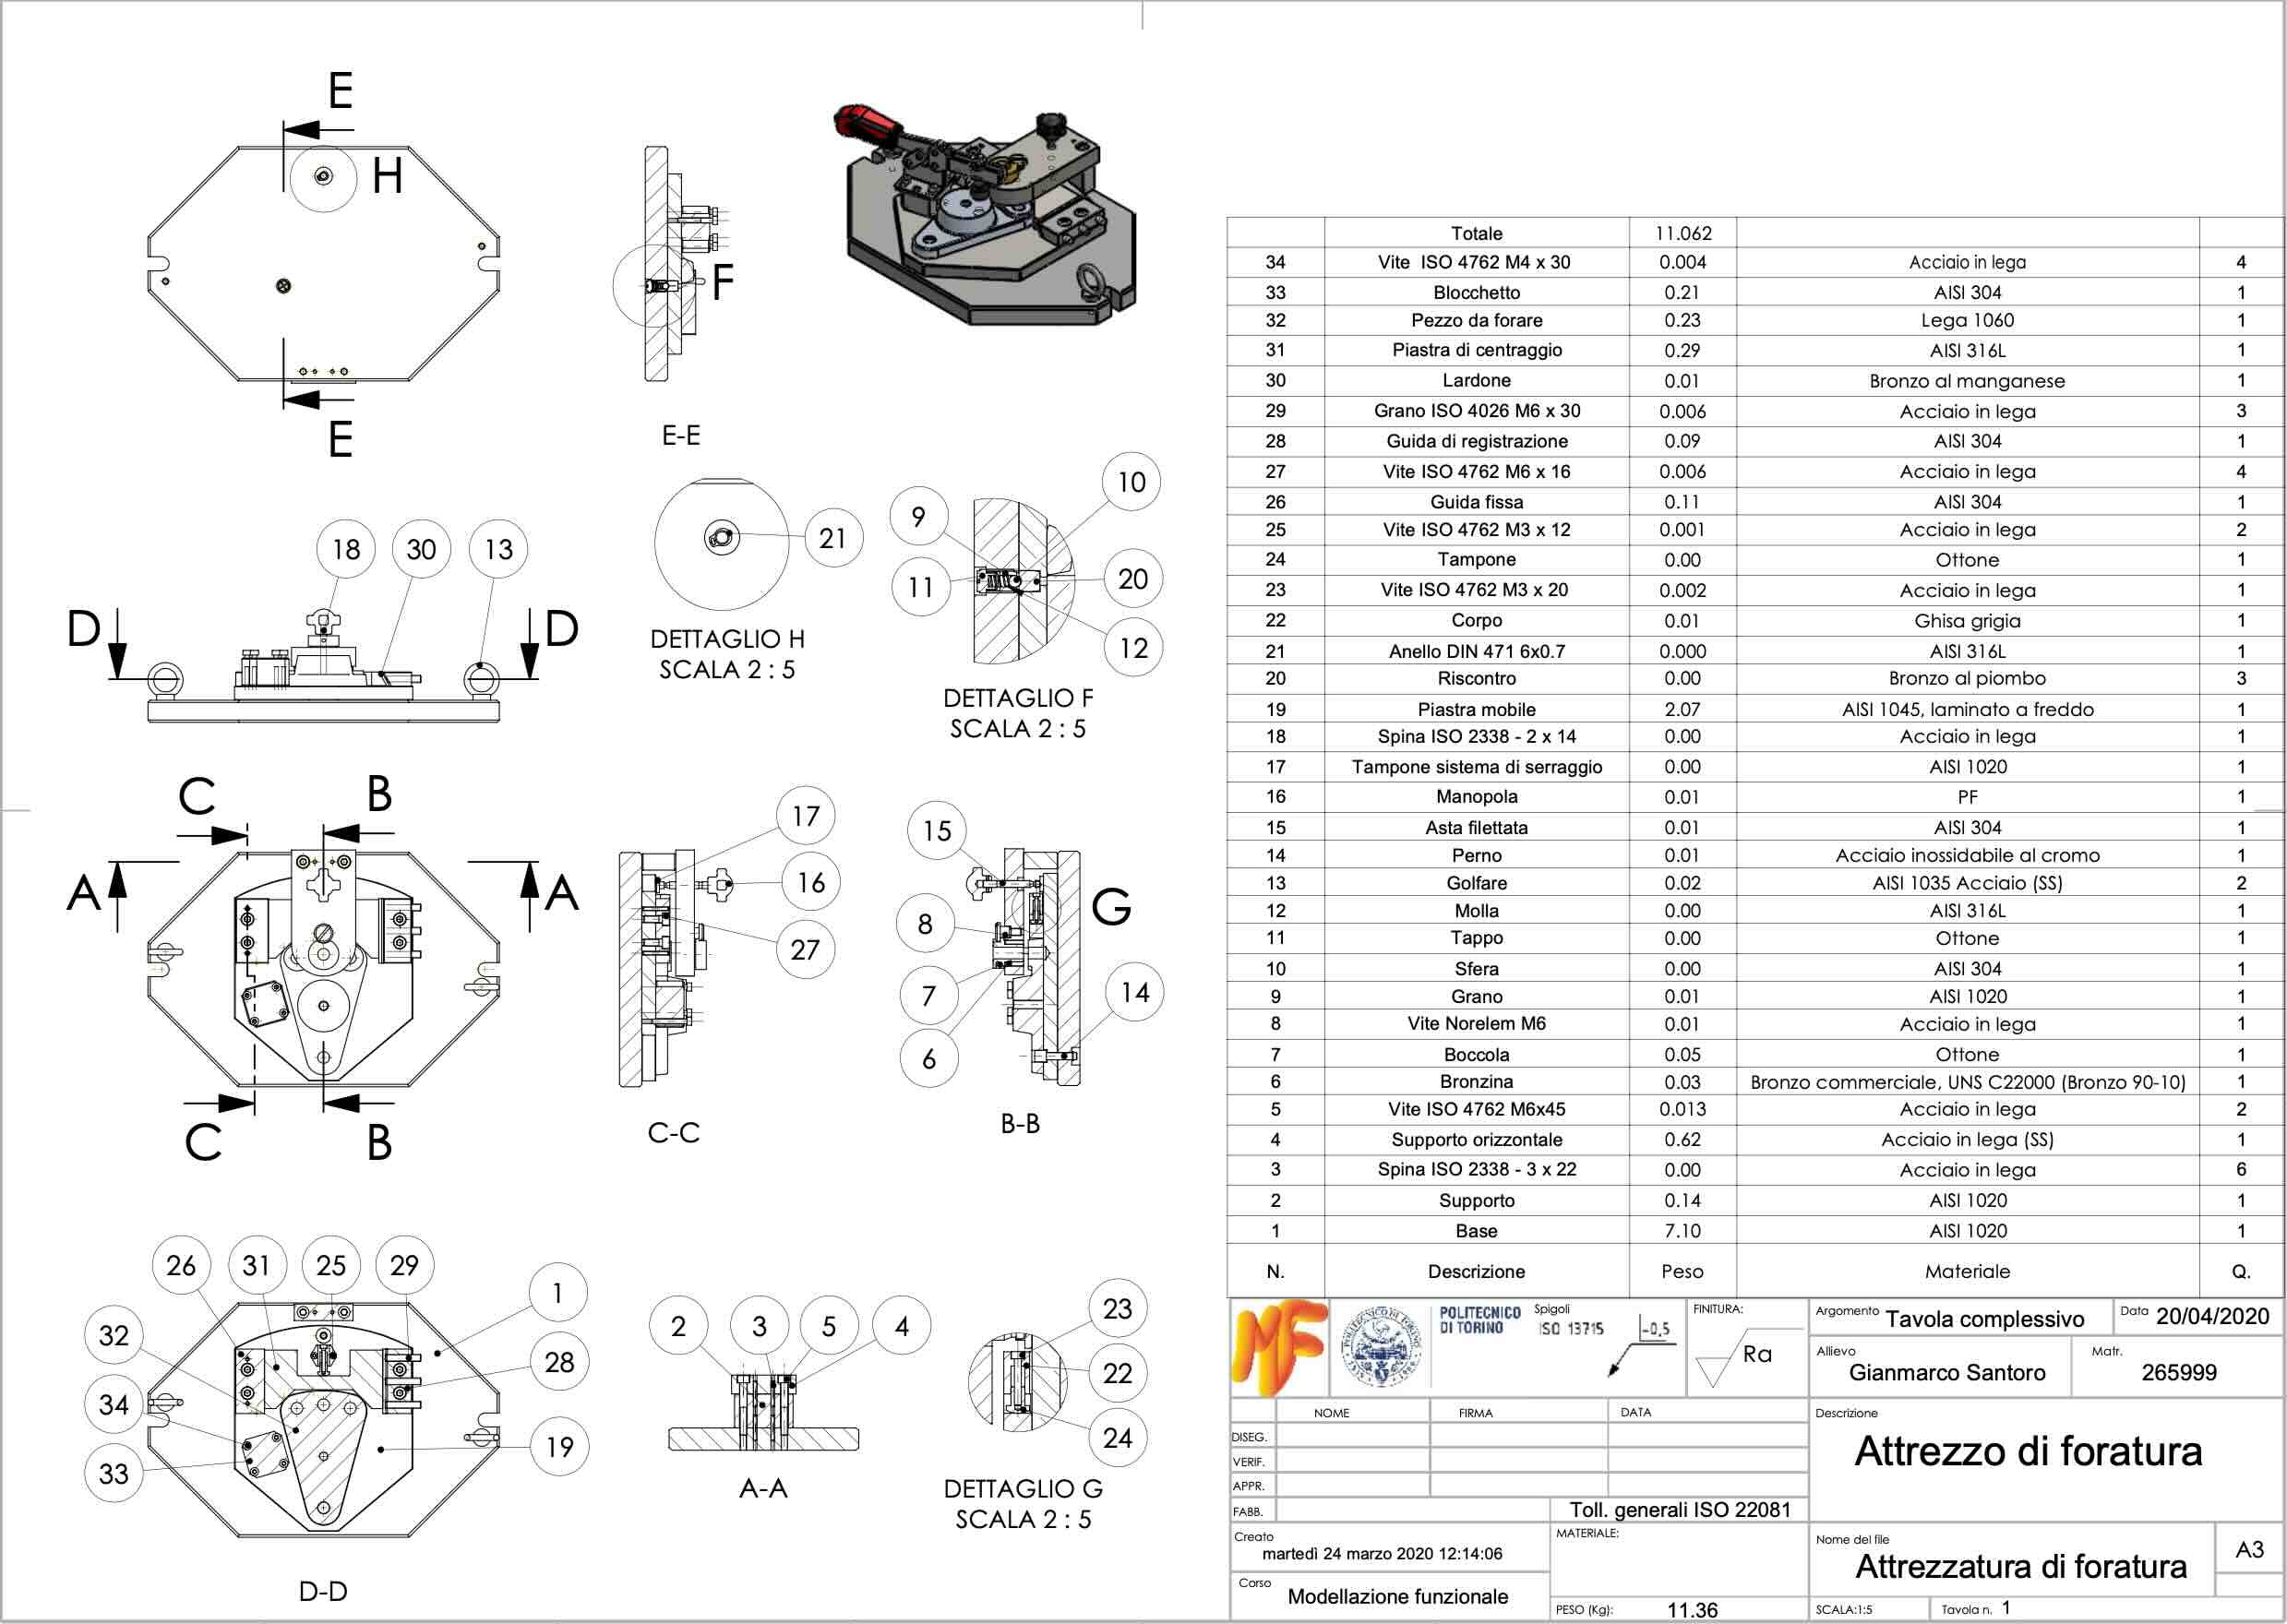 E
H
E
F
E-E
21
DETTAGLIO H
SCALA 2 : 5
9
10
11
20
12
DETTAGLIO F
SCALA 2 : 5
18
30
13
D
D
C
B
A
A
C
B
17
16
27
C-C
15
8
G
7
14
6
B-B
26
31
25
29
1
32
28
34
19
33
D-D
2
3
5
4
A-A
23
22
24
DETTAGLIO G
SCALA 2 : 5
Totale 11.062
34 Vite ISO 4762 M4 x 30 0.004 Acciaio in lega 4
33 Blocchetto 0.21 AISI 304 1
32 Pezzo da forare 0.23 Lega 1060 1
31 Piastra di centraggio 0.29 AISI 316L 1
30 Lardone 0.01 Bronzo al manganese 1
29 Grano ISO 4026 M6 x 30 0.006 Acciaio in lega 3
28 Guida di registrazione 0.09 AISI 304 1
27 Vite ISO 4762 M6 x 16 0.006 Acciaio in lega 4
26 Guida fissa 0.11 AISI 304 1
25 Vite ISO 4762 M3 x 12 0.001 Acciaio in lega 2
24 Tampone 0.00 Ottone 1
23 Vite ISO 4762 M3 x 20 0.002 Acciaio in lega 1
22 Corpo 0.01 Ghisa grigia 1
21 Anello DIN 471 6x0.7 0.000 AISI 316L 1
20 Riscontro 0.00 Bronzo al piombo 3
19 Piastra mobile 2.07 AISI 1045, laminato a freddo 1
18 Spina ISO 2338 - 2 x 14 0.00 Acciaio in lega 1
17 Tampone sistema di serraggio 0.00 AISI 1020 1
16 Manopola 0.01 PF 1
15 Asta filettata 0.01 AISI 304 1
14 Perno 0.01 Acciaio inossidabile al cromo 1
13 Golfare 0.02 AISI 1035 Acciaio (SS) 2
12 Molla 0.00 AISI 316L 1
11 Tappo 0.00 Ottone 1
10 Sfera 0.00 AISI 304 1
9 Grano 0.01 AISI 1020 1
8 Vite Norelem M6 0.01 Acciaio in lega 1
7 Boccola 0.05 Ottone 1
6 Bronzina 0.03 Bronzo commerciale, UNS C22000 (Bronzo 90-10) 1
5 Vite ISO 4762 M6x45 0.013 Acciaio in lega 2
4 Supporto orizzontale 0.62 Acciaio in lega (SS) 1
3 Spina ISO 2338 - 3 x 22 0.00 Acciaio in lega 6
2 Supporto 0.14 AISI 1020 1
1 Base 7.10 AISI 1020 1
N. Descrizione Peso Materiale Q.
MF
POLITECNICO
DI TORINO
Spigoli
ISO 13715
-0,5
FINITURA:
Ra
Argomento Tavola complessivo
Data 20/04/2020
Allievo
Gianmarco Santoro
Matr.
265999
NOME FIRMA DATA
DISEG.
VERIF.
APPR.
FABB.
Toll. generali ISO 22081
Descrizione
Attrezzo di foratura
Creato
martedì 24 marzo 2020 12:14:06
MATERIALE:
Nome del file
Attrezzatura di foratura
A3
Corso
Modellazione funzionale
PESO (Kg): 11.36
SCALA:1:5
Tavola n. 1